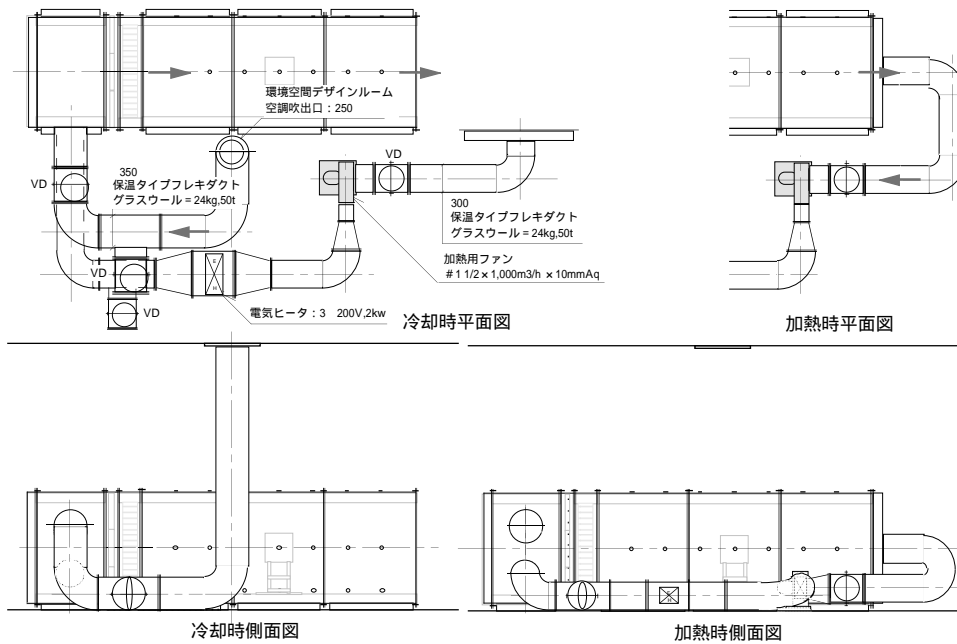 環境空間デザインルーム
空調吹出口：250
VD
350
保温タイプフレキダクト
グラスウール＝24kg,50t
VD
300
保温タイプフレキダクト
グラスウール＝24kg,50t
加熱用ファン
＃1 1/2 × 1,000m3/h × 10mmAq
VD
E
H
VD
電気ヒータ：3 200V,2kw
冷却時平面図
加熱時平面図
E
H
冷却時側面図
加熱時側面図